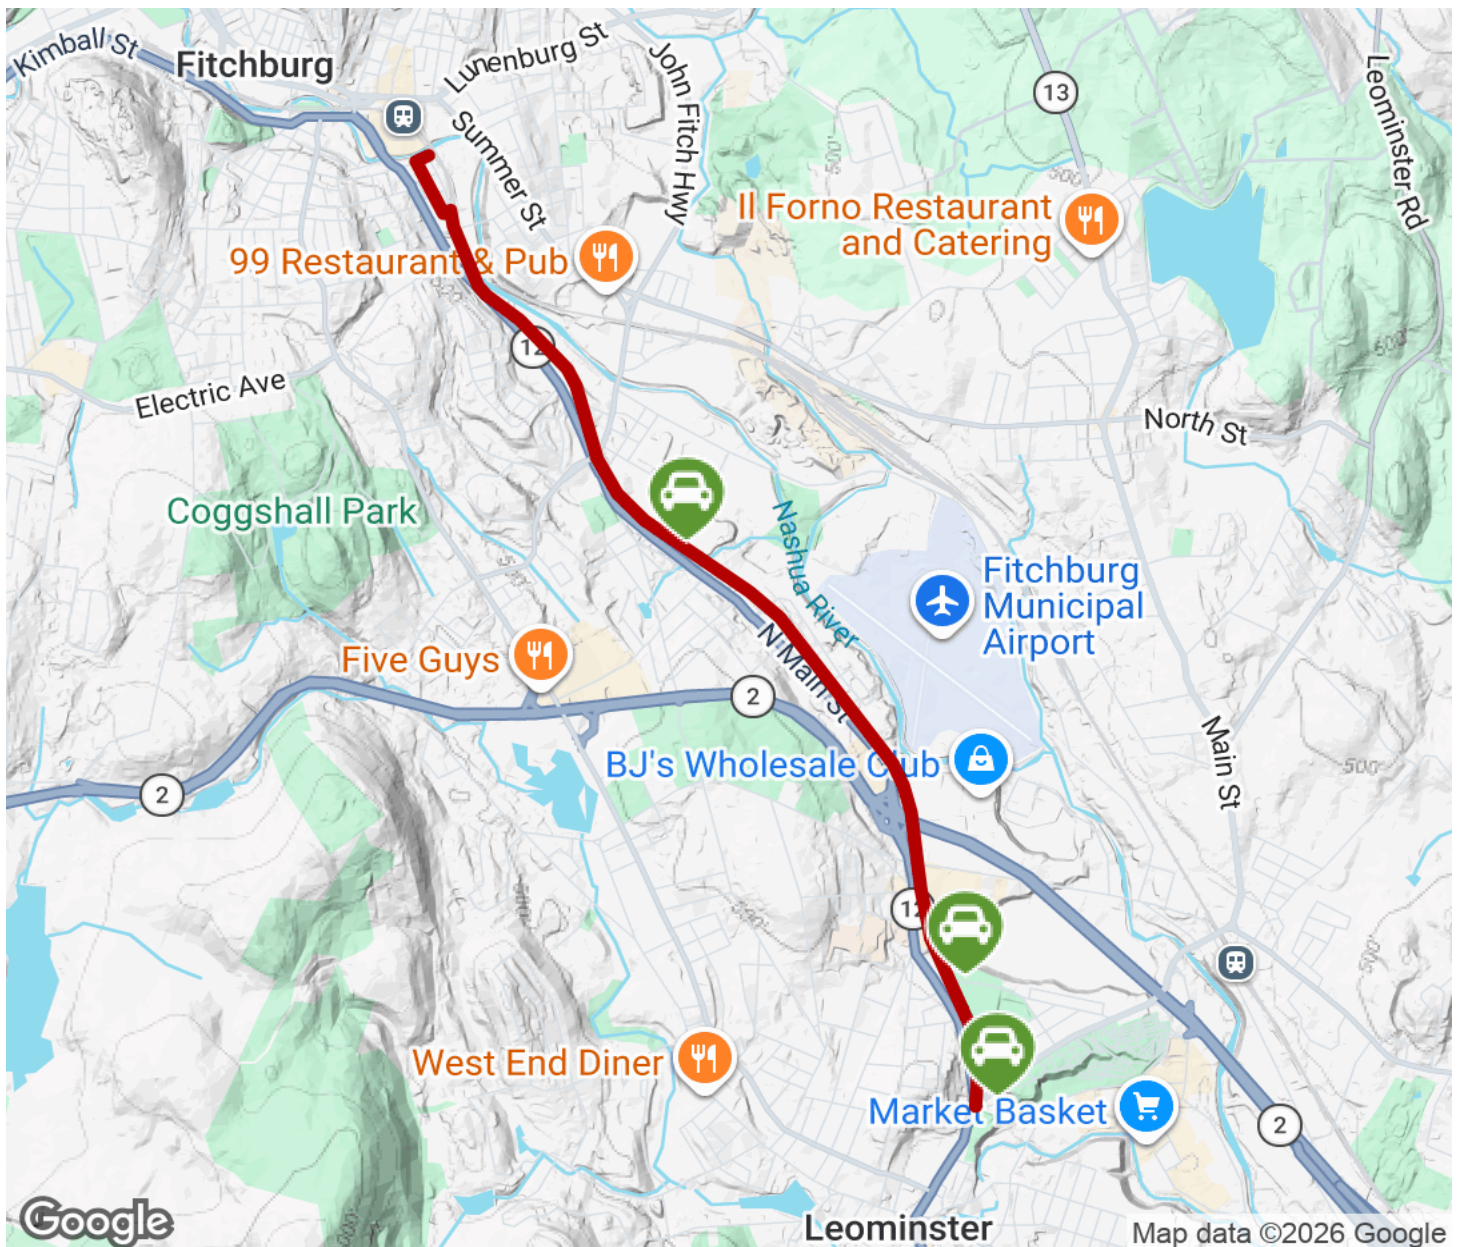 Kimball St
Fitchburg
Lunenburg St
John Fitch Hwy
13
Leominster Rd
Summer St
Il Forno Restaurant
and Catering
500
99 Restaurant & Pub
12
600
Electric Ave
North St
Coggshall Park
Nashua River
Fitchburg
Municipal
Airport
Five Guys
N Main St
2
BJ's Wholesale Club
Main St
500
2
12
West End Diner
Market Basket
2
Leominster
Google
Map data ©2026 Google